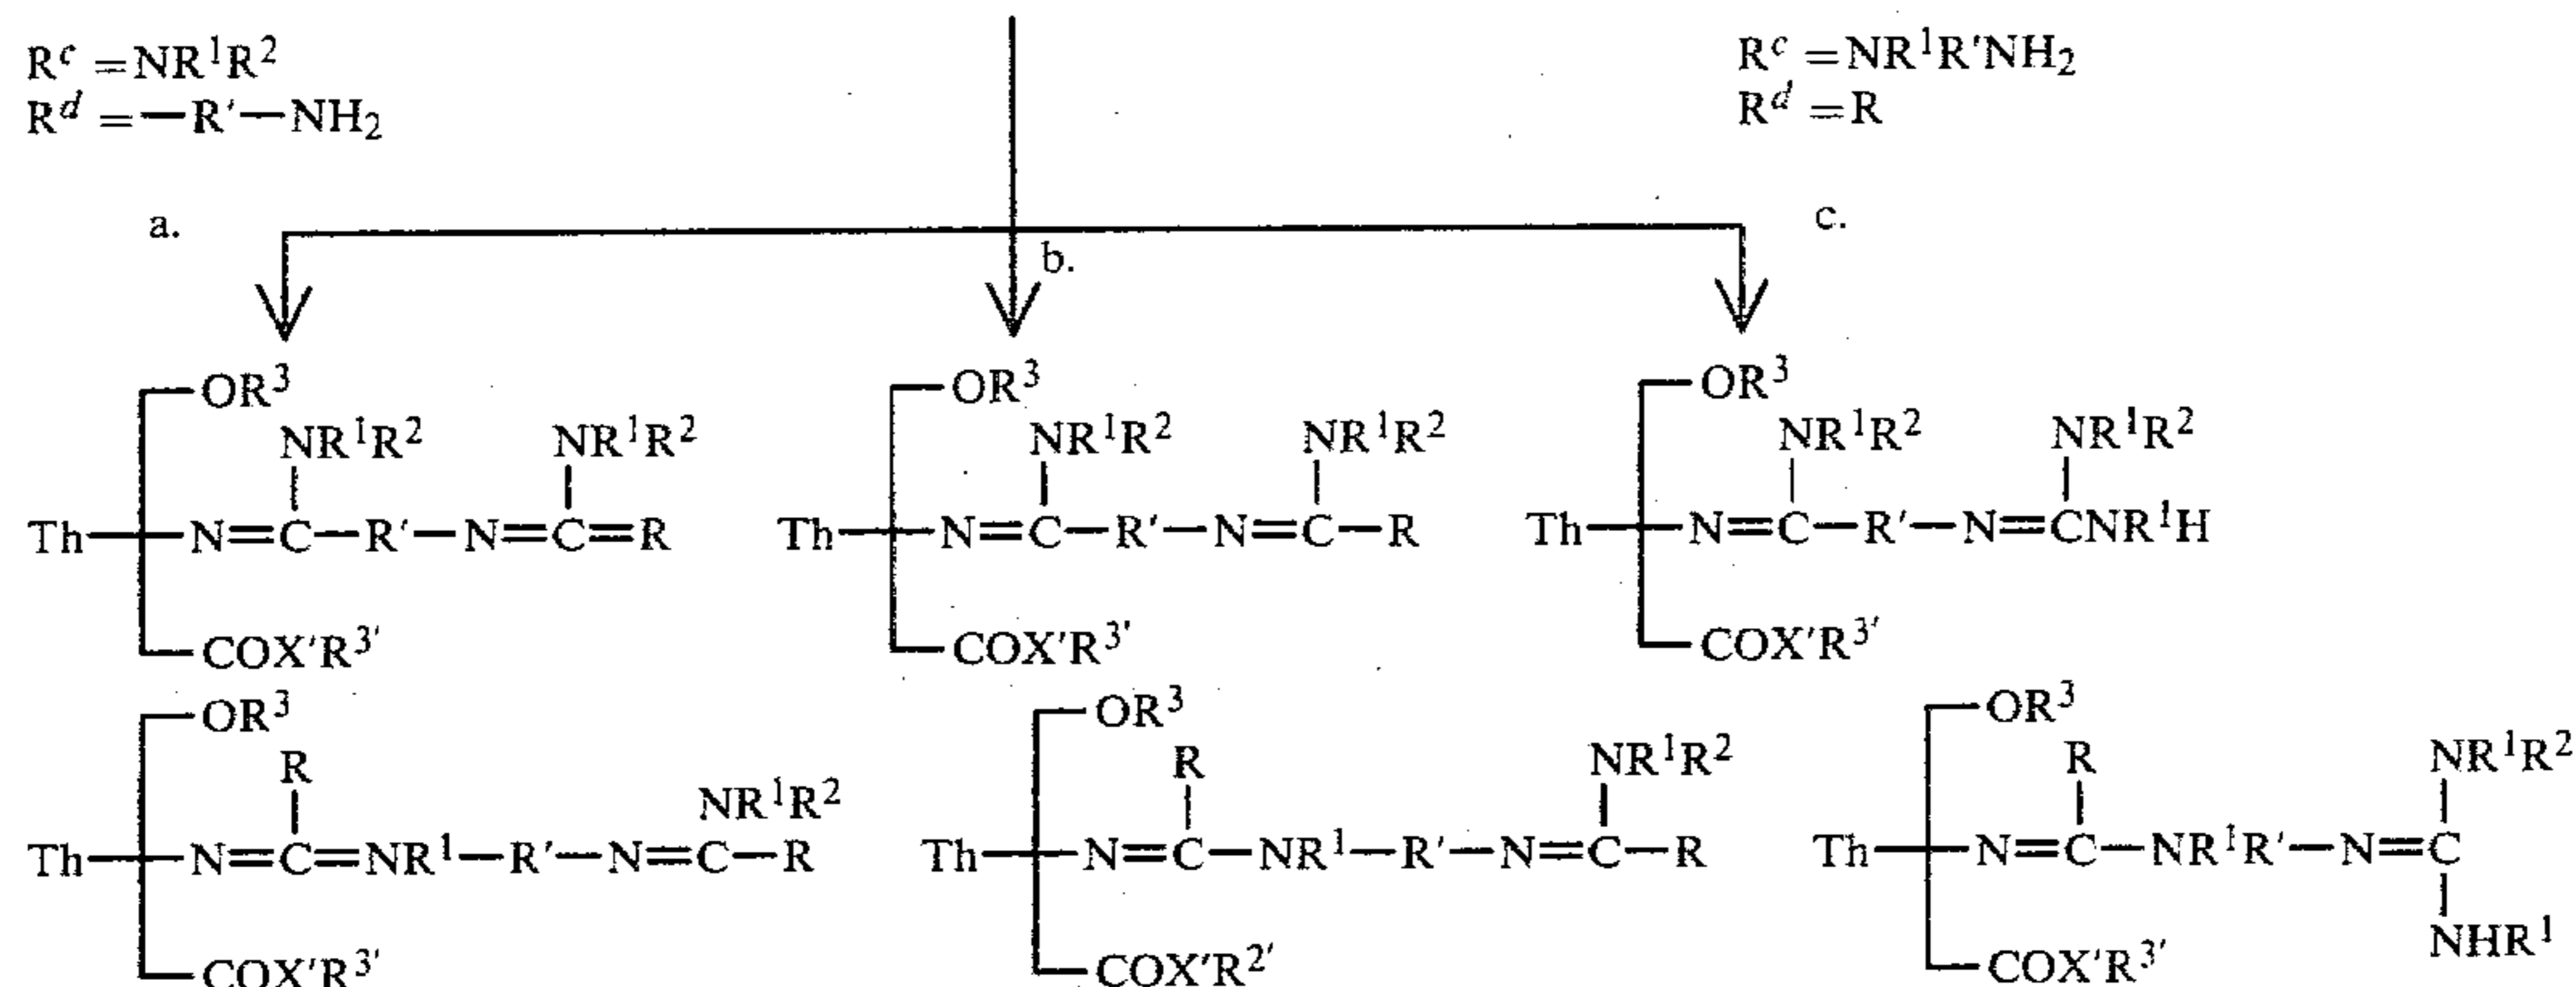 R^c = NR^1R^2
R^d = —R'—NH_2
R^c = NR^1R'NH_2
R^d = R
a.
b.
c.
OR^3
NR^1R^2 NR^1R^2
Th—N=C—R'—N=C=R
COX'R^3'
OR^3
NR^1R^2 NR^1R^2
Th—N=C—R'—N=C—R
COX'R^3'
OR^3
NR^1R^2 NR^1R^2
Th—N=C—R'—N=CNR^1H
COX'R^3'
OR^3
R
NR^1R^2
Th—N=C=NR^1—R'—N=C—R
COX'R^3'
OR^3
R NR^1R^2
Th—N=C—NR^1—R'—N=C—R
COX'R^2'
OR^3
R NR^1R^2
Th—N=C—NR^1R'—N=C
NHR^1
COX'R^3'